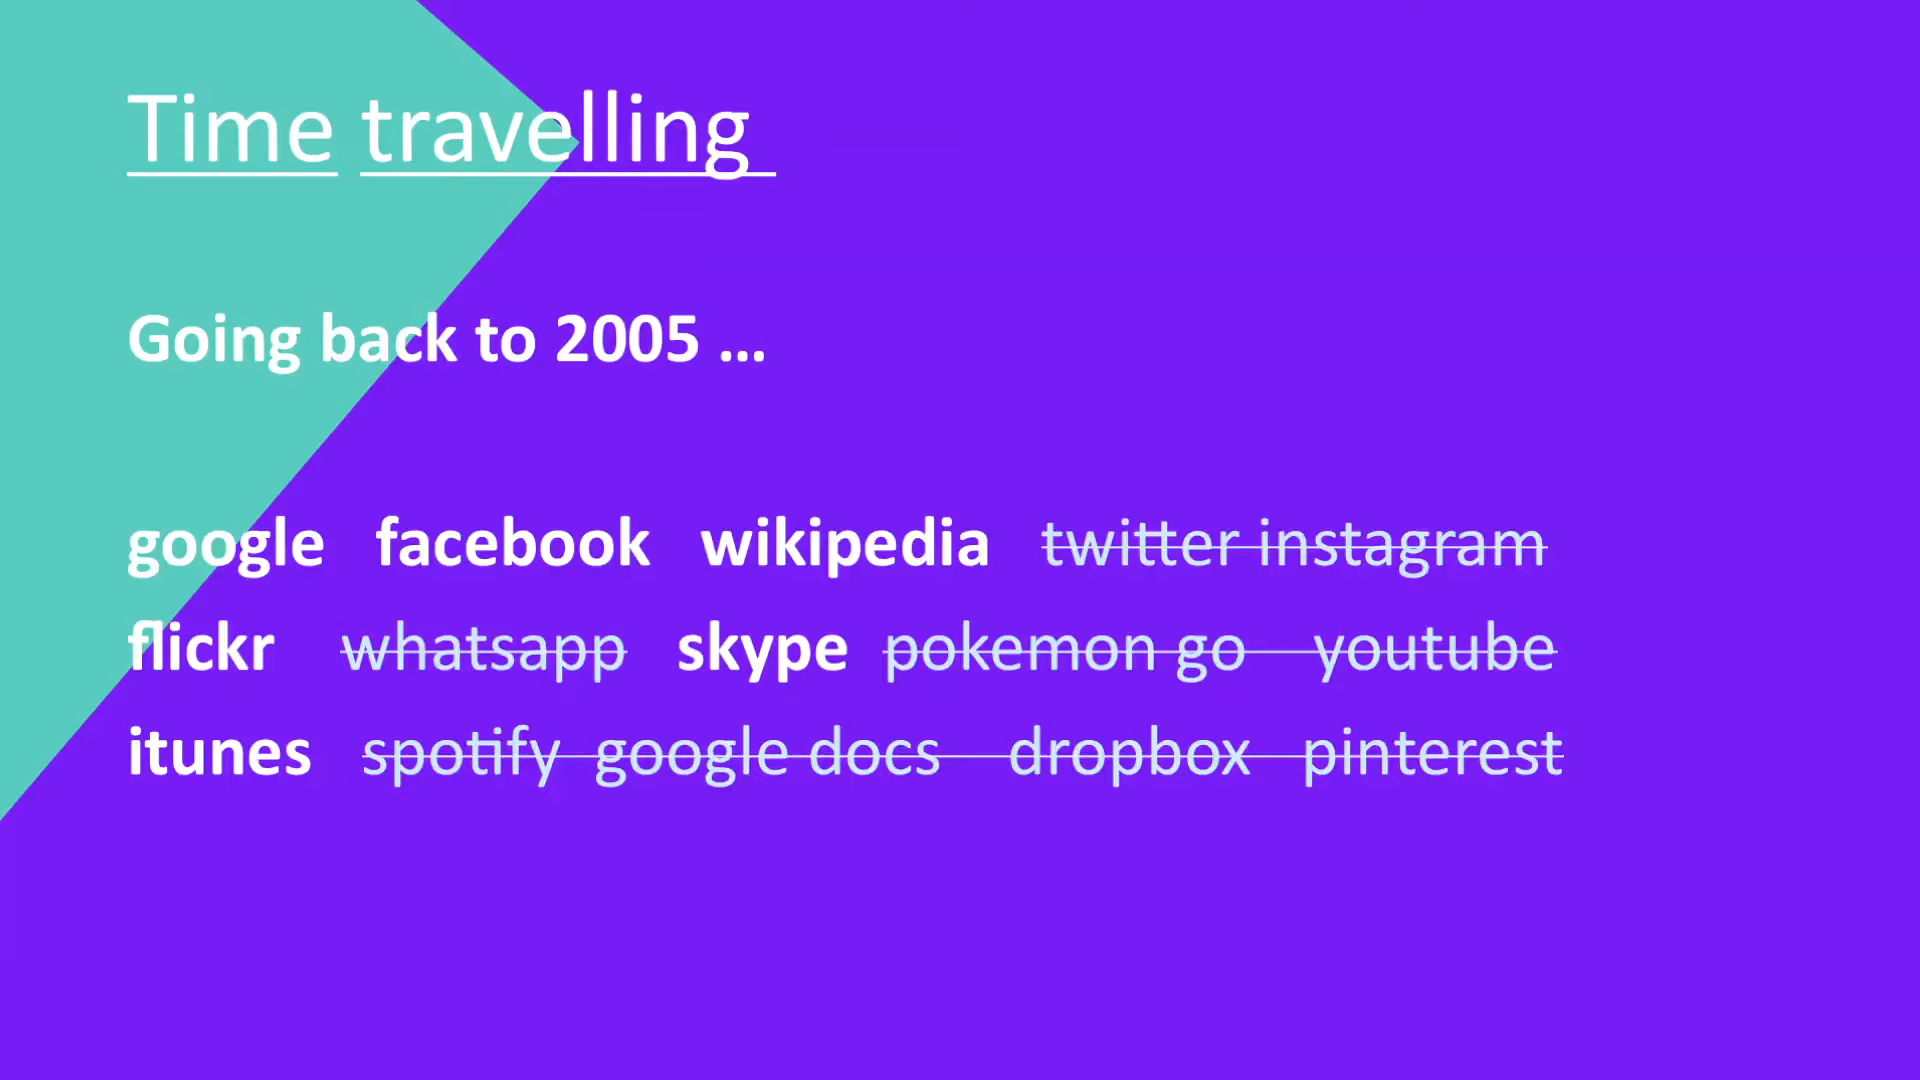 Time travelling
Going back to 2005 ...
google facebook wikipedia twitter instagram
flickr whatsapp skype pokemon go youtube
itunes spotify google docs dropbox pinterest